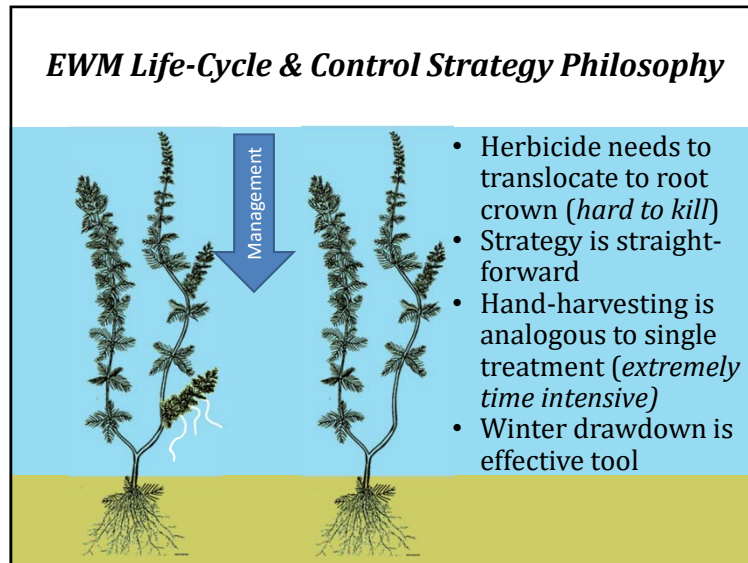 EWM Life-Cycle & Control Strategy Philosophy
Management
• Herbicide needs to
translocate to root
crown (hard to kill)
• Strategy is straight-
forward
• Hand-harvesting is
analogous to single
treatment (extremely
time intensive)
• Winter drawdown is
effective tool